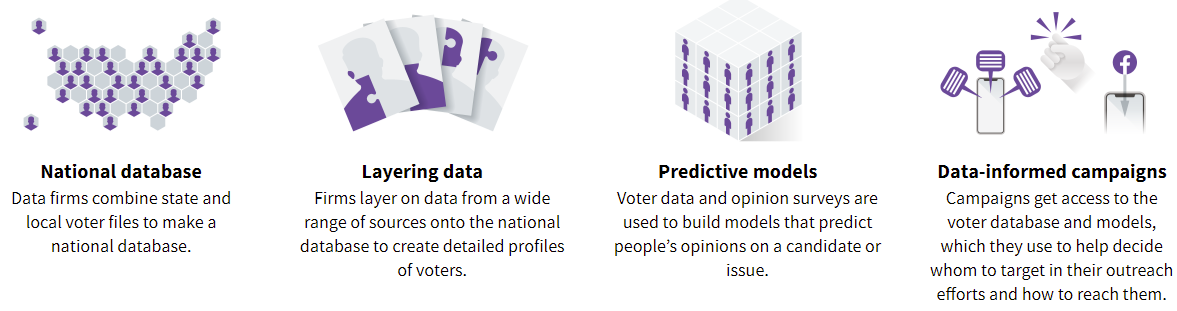 National database
Data firms combine state and
local voter files to make a
national database.
Layering data
Firms layer on data from a wide
range of sources onto the national
database to create detailed profiles
of voters.
Predictive models
Voter data and opinion surveys are
used to build models that predict
people’s opinions on a candidate or
issue.
Data-informed campaigns
Campaigns get access to the
voter database and models,
which they use to help decide
whom to target in their outreach
efforts and how to reach them.